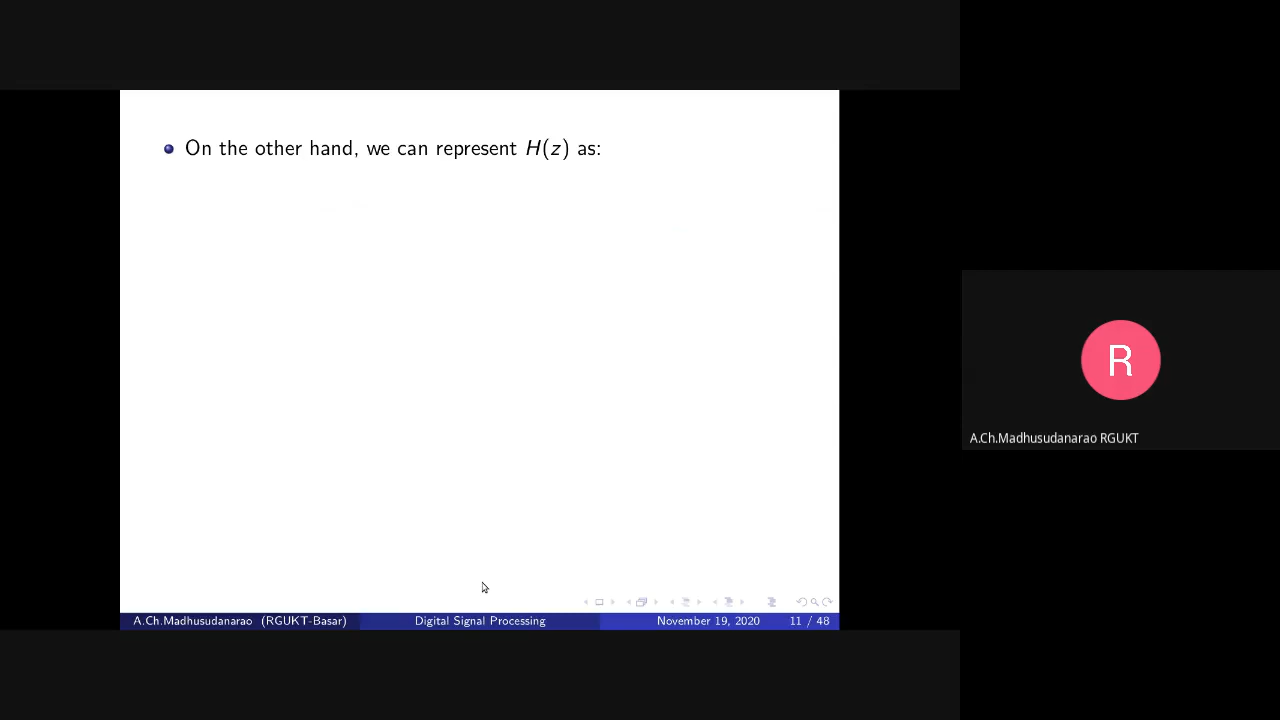 On the other hand, we can represent H(z) as:
R
A.Ch.Madhusudanarao RGUKT
A.Ch.Madhusudanarao (RGUKT-Basar) Digital Signal Processing November 19, 2020 11 / 48